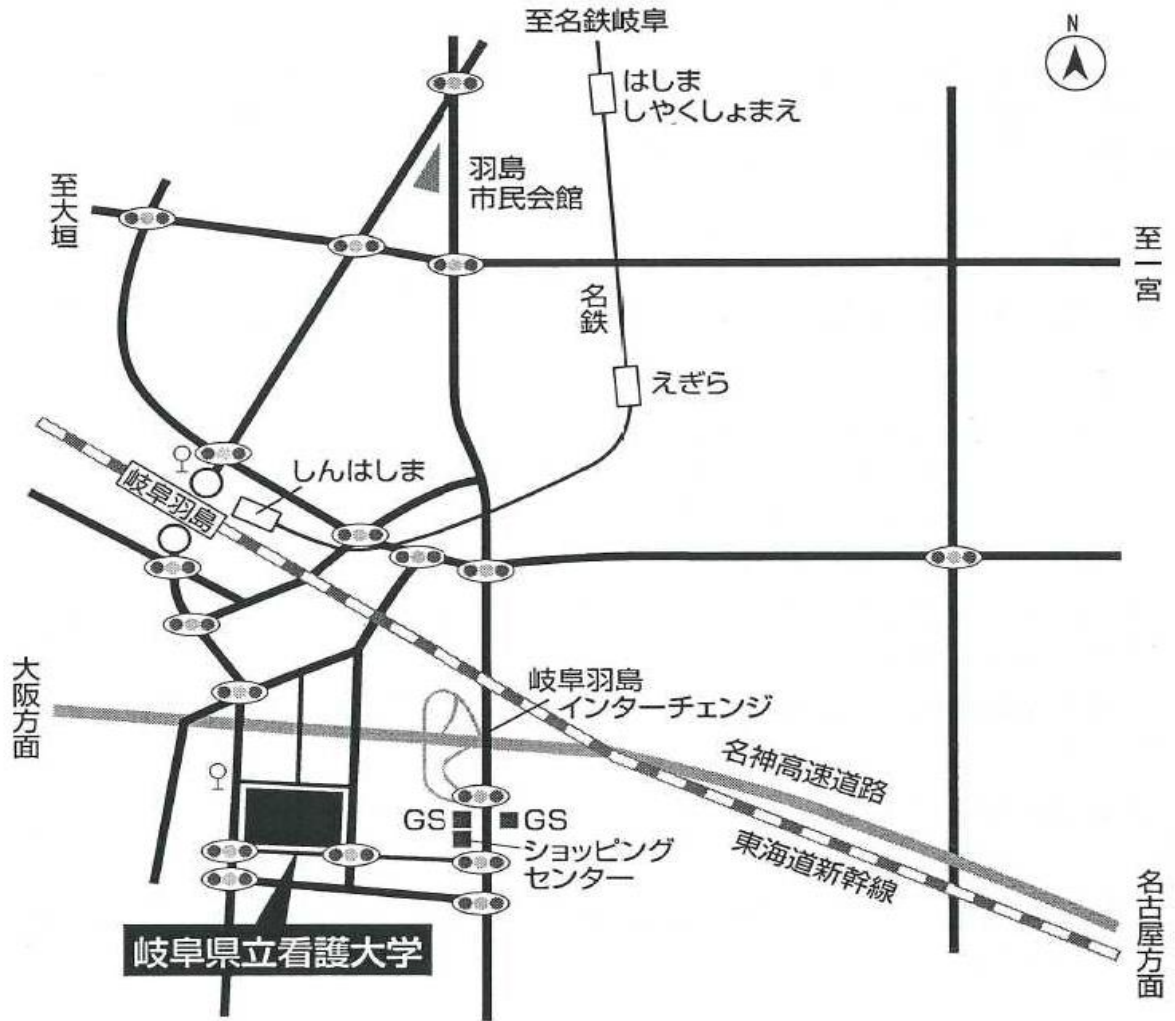 至名鉄岐阜
N
はしま
しやくしょまえ
羽島
市民会館
至大垣
至一宮
名鉄
えぎら
しんはしま
岐阜羽島
大阪方面
岐阜羽島
インターチェンジ
名神高速道路
GS
GS
ショッピング
センター
東海道新幹線
名古屋方面
岐阜県立看護大学